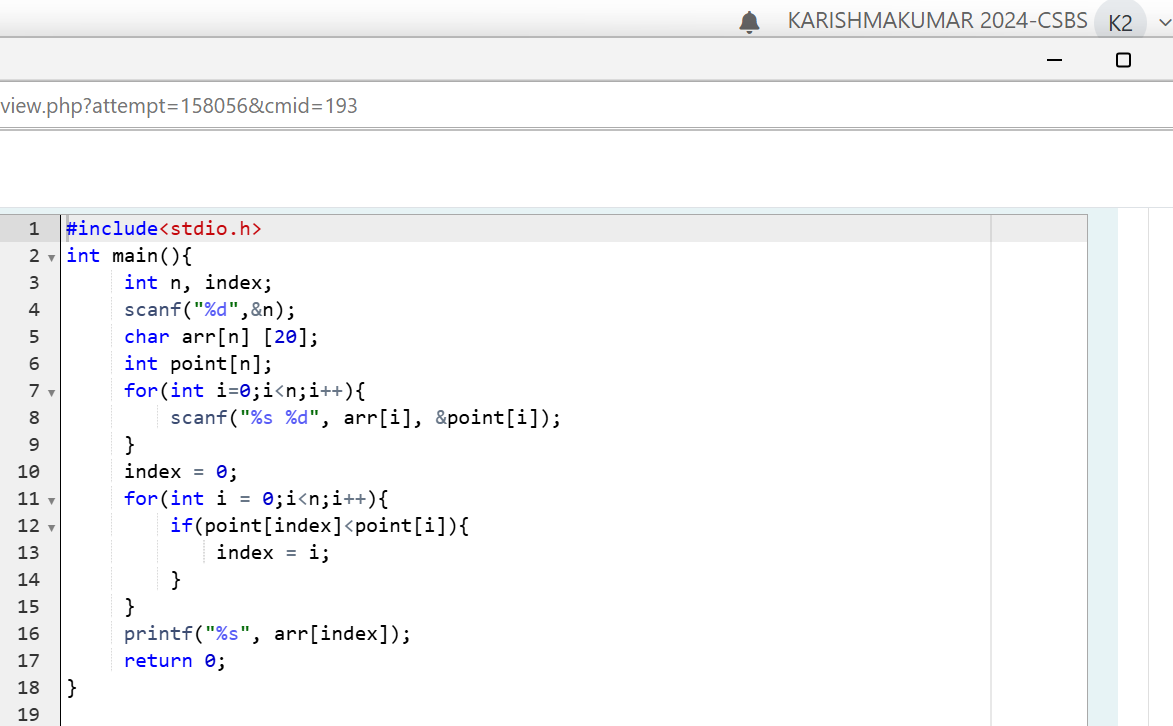 KARISHMAKUMAR 2024-CSBS K2
view.php?attempt=158056&cmid=193
1 #include<stdio.h>
2 int main(){
3 int n, index;
4 scanf("%d",&n);
5 char arr[n] [20];
6 int point[n];
7 for(int i=0;i<n;i++){
8 scanf("%s %d", arr[i], &point[i]);
9 }
10 index = 0;
11 for(int i = 0;i<n;i++){
12 if(point[index]<point[i]){
13 index = i;
14 }
15 }
16 printf("%s", arr[index]);
17 return 0;
18 }
19